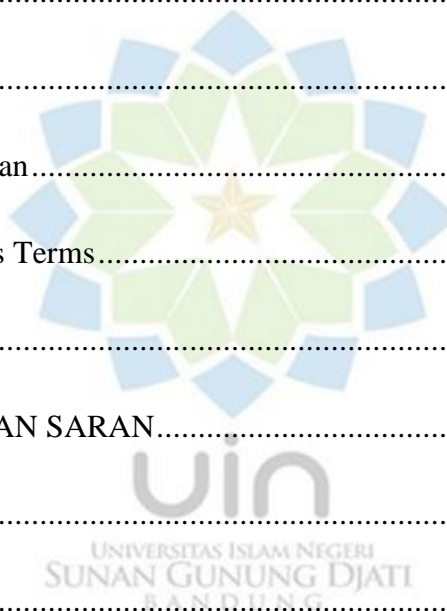 ................................................................
................................................................
an................................................................
s Terms................................................................
................................................................
AN SARAN................................................................
uin
................................................................
UNIVERSITAS ISLAM NEGERI
SUNAN GUNUNG DJATI
BANDUNG
................................................................